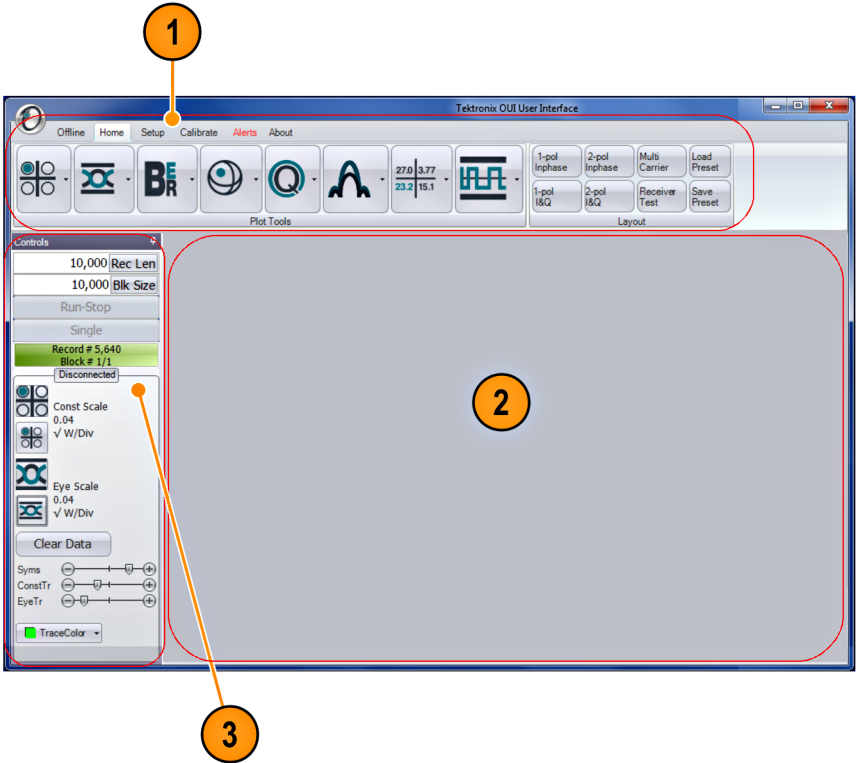 1
Tektronix OUI User Interface
Offline Home Setup Calibrate Alerts About
BER
Q
27.0 3.77
23.2 15.1
1-pol Inphase
2-pol Inphase
Multi Carrier
Load Preset
1-pol I&Q
2-pol I&Q
Receiver Test
Save Preset
Plot Tools
Layout
Controls
10,000 Rec Len
10,000 Blk Size
Run-Stop
Single
Record # 5,640
Block # 1/1
Disconnected
Const Scale
0.04
√ W/Div
Eye Scale
0.04
√ W/Div
Clear Data
Syms
ConstTr
EyeTr
TraceColor
2
3